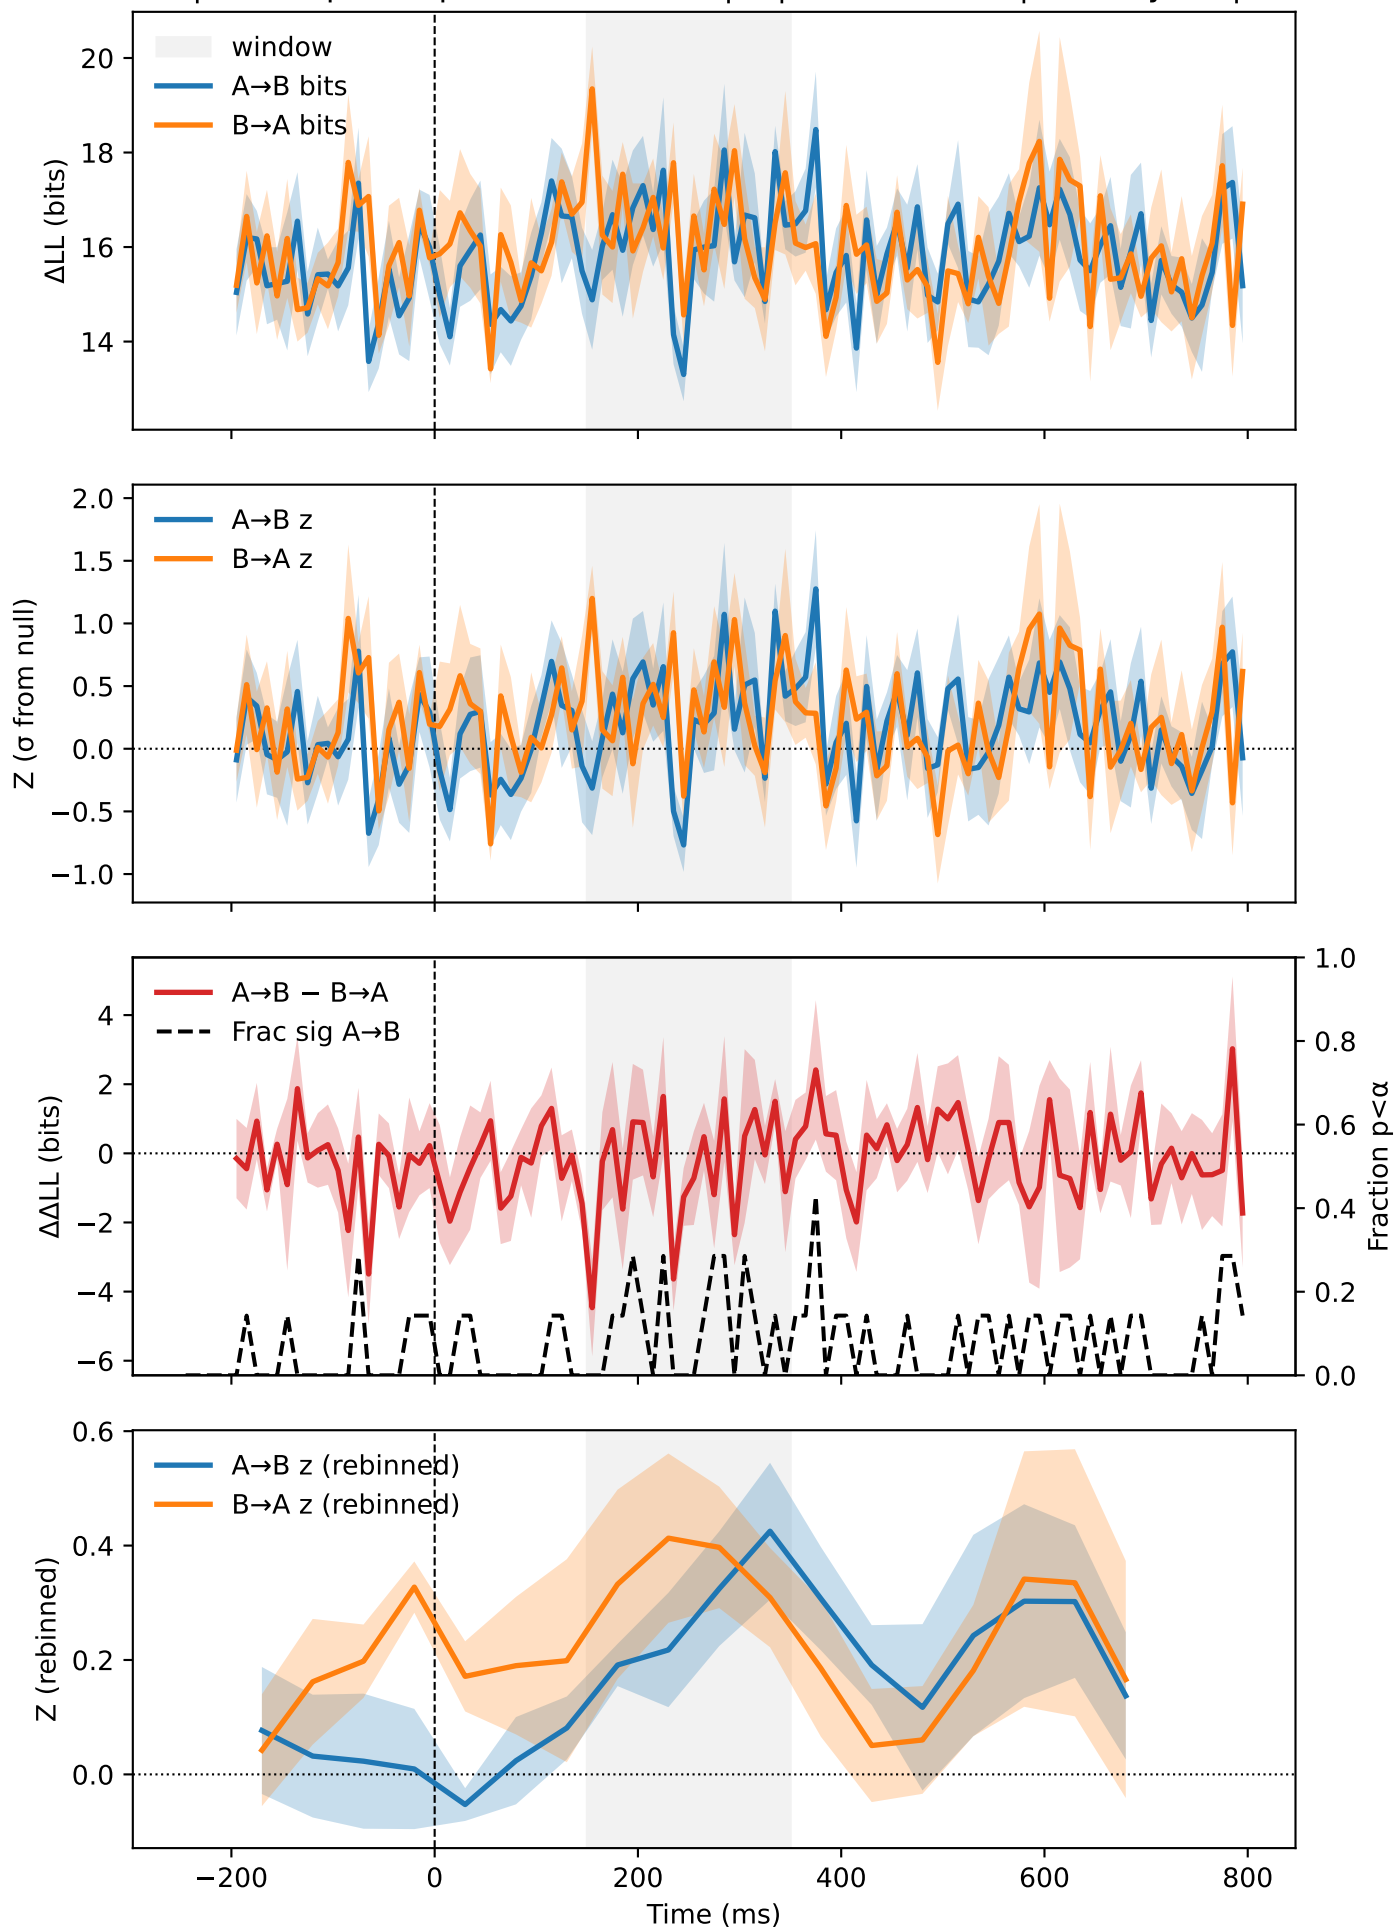 20
18
16
14
ΔLL (bits)
window
A→B bits
B→A bits
2.0
1.5
1.0
0.5
0.0
−0.5
−1.0
Z (σ from null)
A→B z
B→A z
4
2
0
−2
−4
−6
ΔΔLL (bits)
A→B − B→A
Frac sig A→B
1.0
0.8
0.6
0.4
0.2
0.0
Fraction p<α
0.6
0.4
0.2
0.0
Z (rebinned)
A→B z (rebinned)
B→A z (rebinned)
−200 0 200 400 600 800
Time (ms)